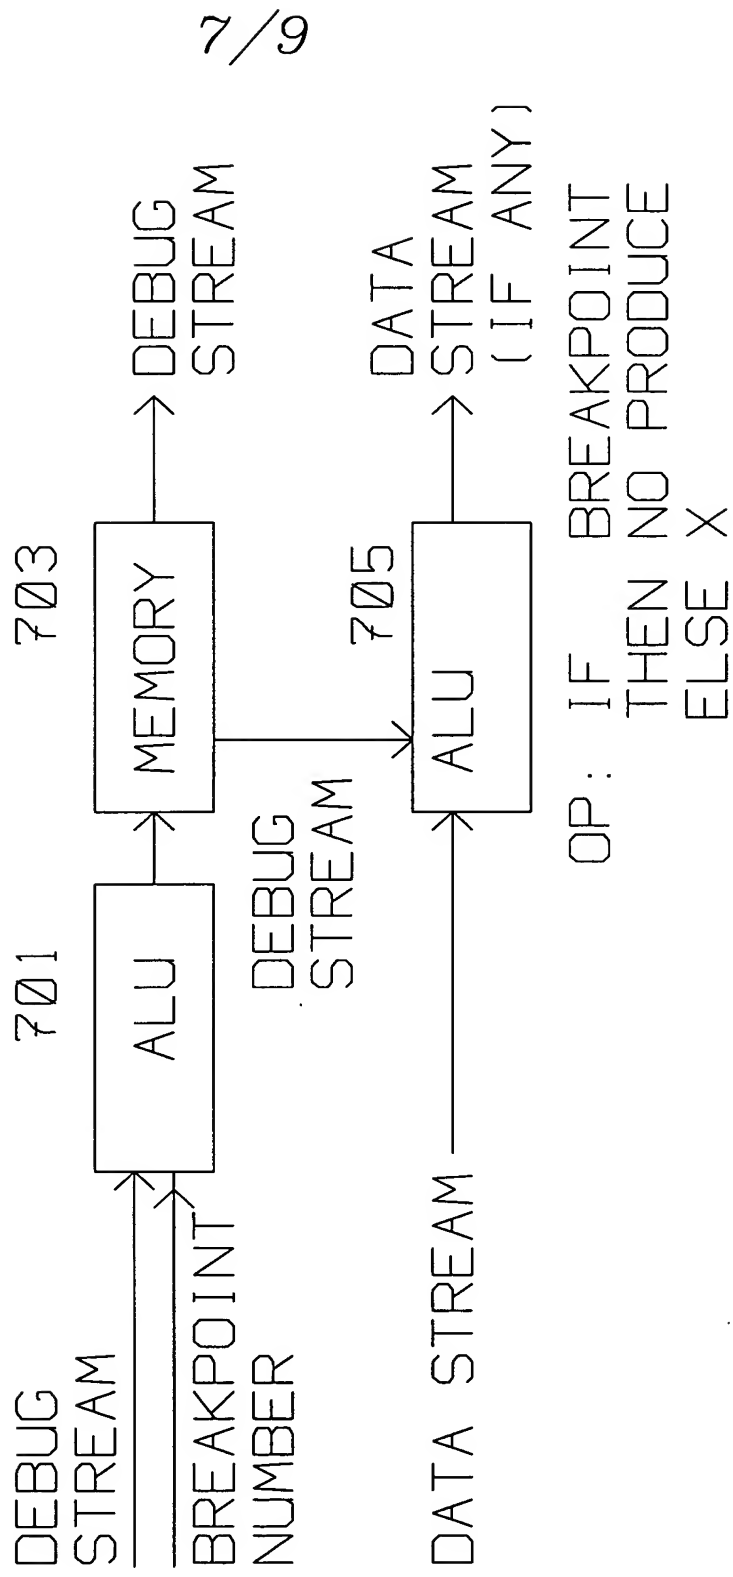 7/9
DEBUG
STREAM
BREAKPOINT
NUMBER
701
ALU
703
MEMORY
DEBUG
STREAM
DEBUG
STREAM
DATA STREAM
705
ALU
DATA
STREAM
(IF ANY)
OP: IF BREAKPOINT
THEN NO PRODUCE
ELSE X